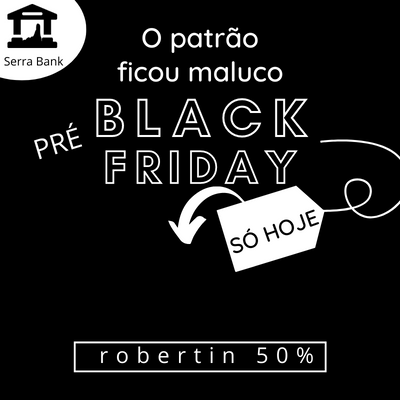 Serra Bank
O patrão
ficou maluco
PRÉ
BLACK
FRIDAY
SÓ HOJE
robertin 50%